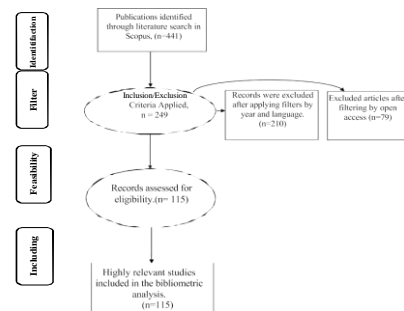 Identitifaction
Publications identified
through literature search in
Scopus, (n=441)
Filter
Inclusion/Exclusion
Criteria Applied,
n = 249
Records were excluded
after applying filters by
year and language.
(n=210)
Excluded articles after
filtering by open
access (n=79)
Feasibility
Records assessed for
eligibility.(n= 115)
Including
Highly relevant studies
included in the bibliometric
analysis.
(n=115)